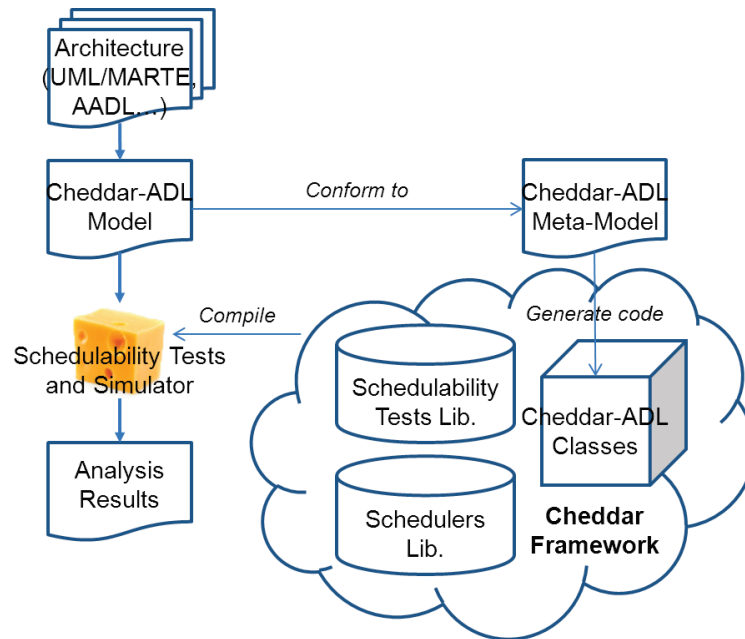 Architecture
(UML/MARTE,
AADL…)
Cheddar-ADL
Model
Conform to
Cheddar-ADL
Meta-Model
Compile
Generate code
Schedulability Tests
and Simulator
Schedulability
Tests Lib.
Cheddar-ADL
Classes
Analysis
Results
Schedulers
Lib.
Cheddar
Framework